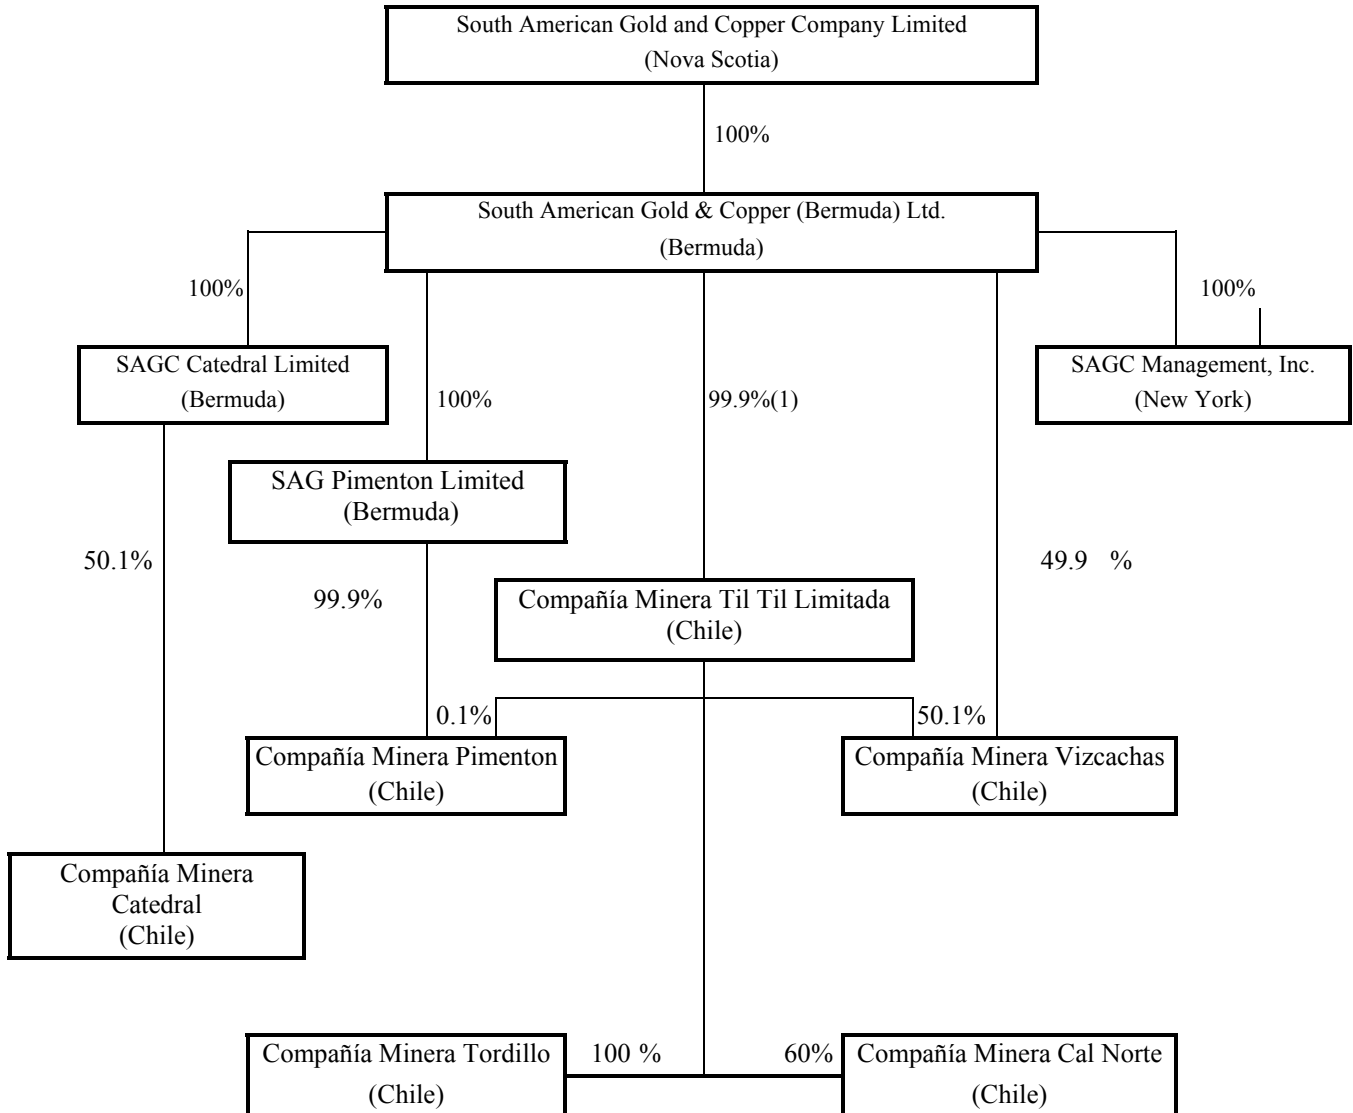 South American Gold and Copper Company Limited
(Nova Scotia)
100%
South American Gold & Copper (Bermuda) Ltd.
(Bermuda)
100%
100%
SAGC Catedral Limited
(Bermuda)
100%
99.9%(1)
SAGC Management, Inc.
(New York)
SAG Pimenton Limited
(Bermuda)
50.1%
49.9 %
99.9%
Compañía Minera Til Til Limitada
(Chile)
0.1%
50.1%
Compañía Minera Pimenton
(Chile)
Compañía Minera Vizcachas
(Chile)
Compañía Minera
Catedral
(Chile)
Compañía Minera Tordillo
(Chile)
100 %
60%
Compañía Minera Cal Norte
(Chile)